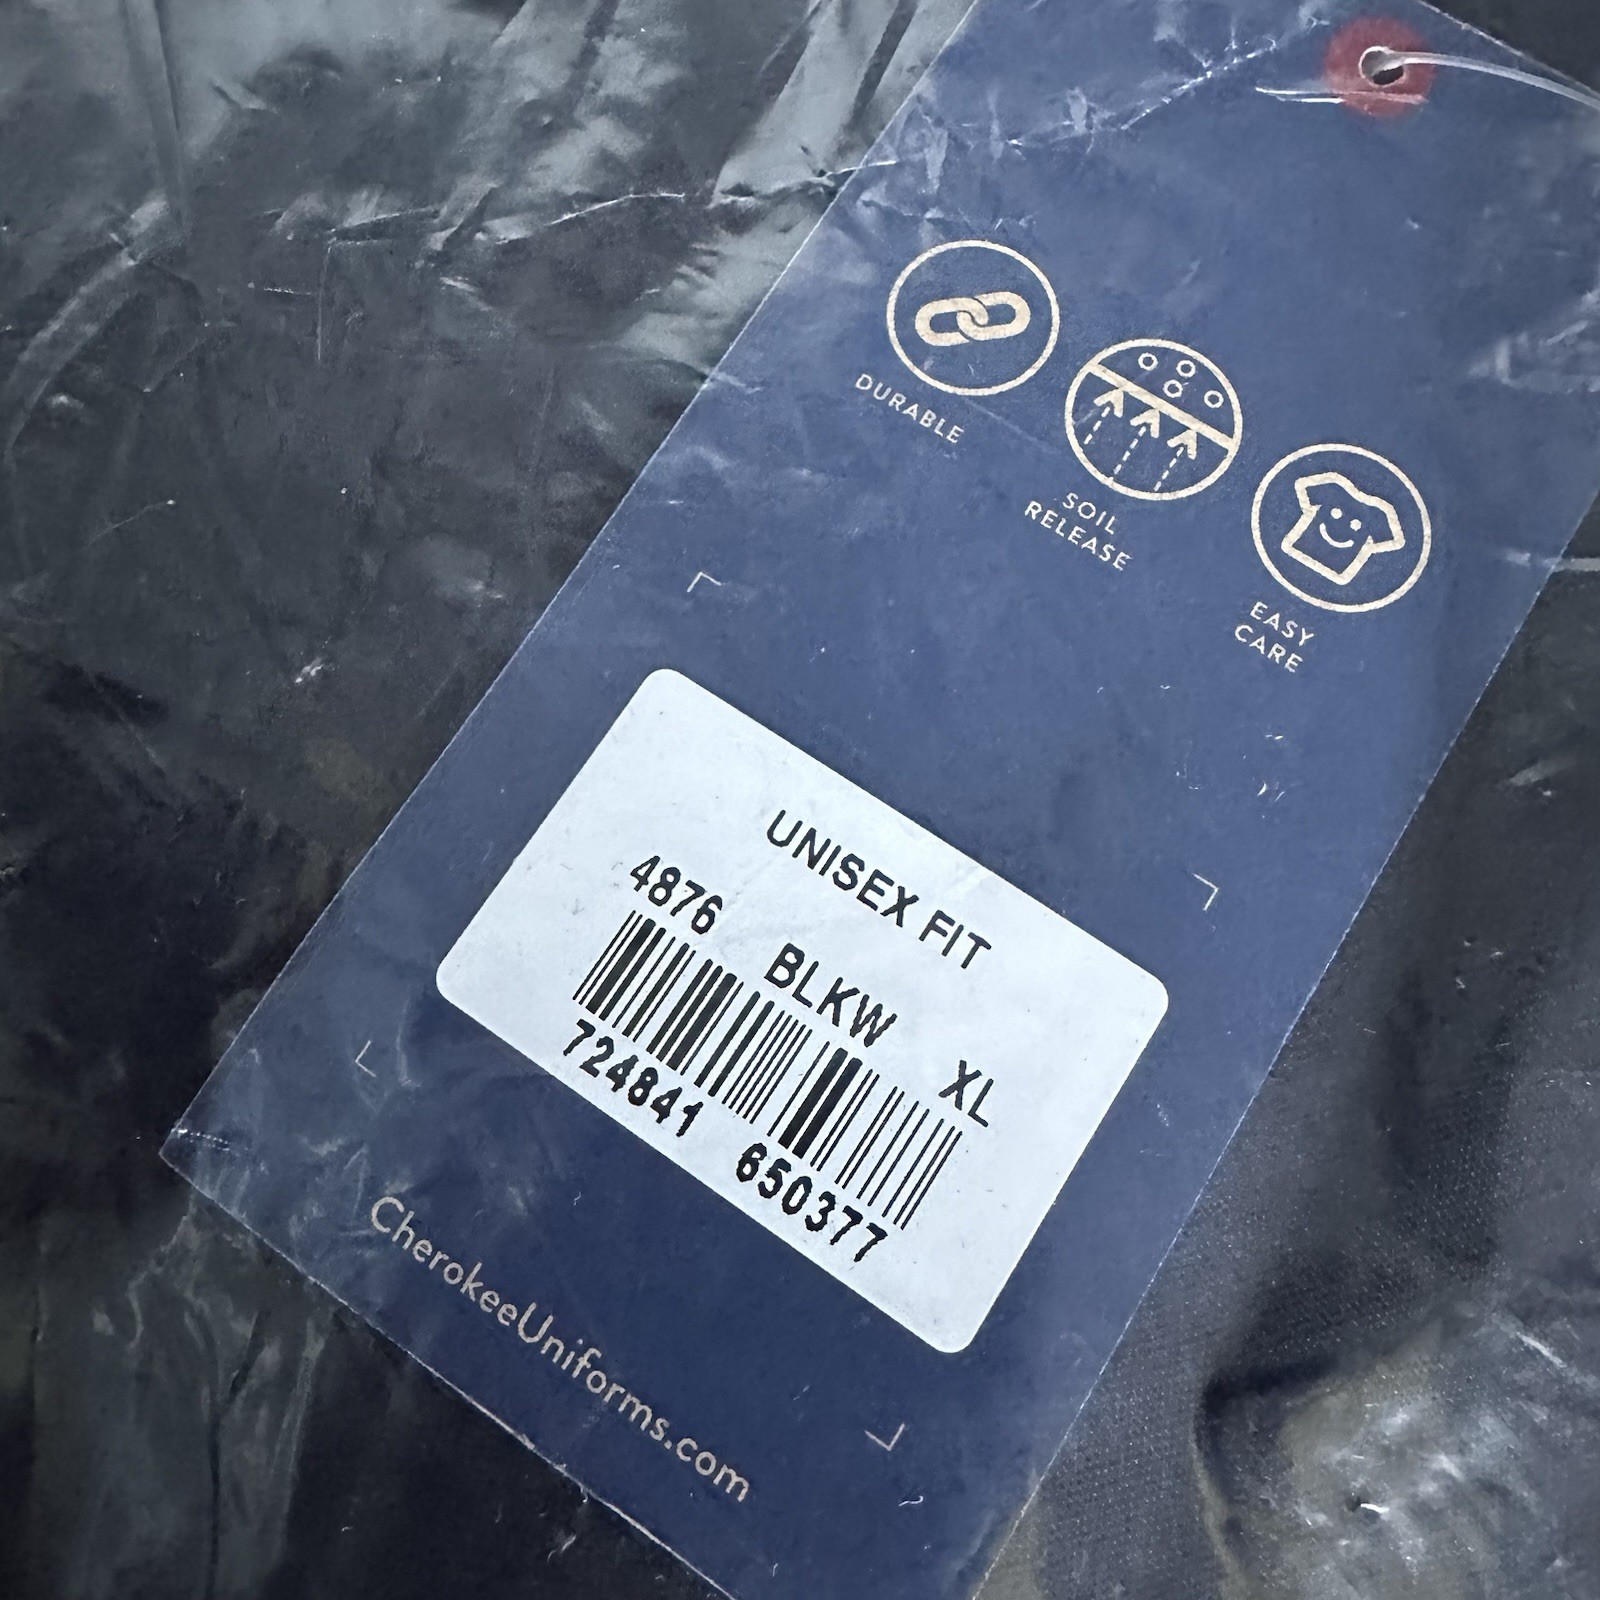 DURABLE
SOIL
RELEASE
EASY
CARE
UNISEX FIT
4876 BLKW XL
724841 650377
CherokeeUniforms.com